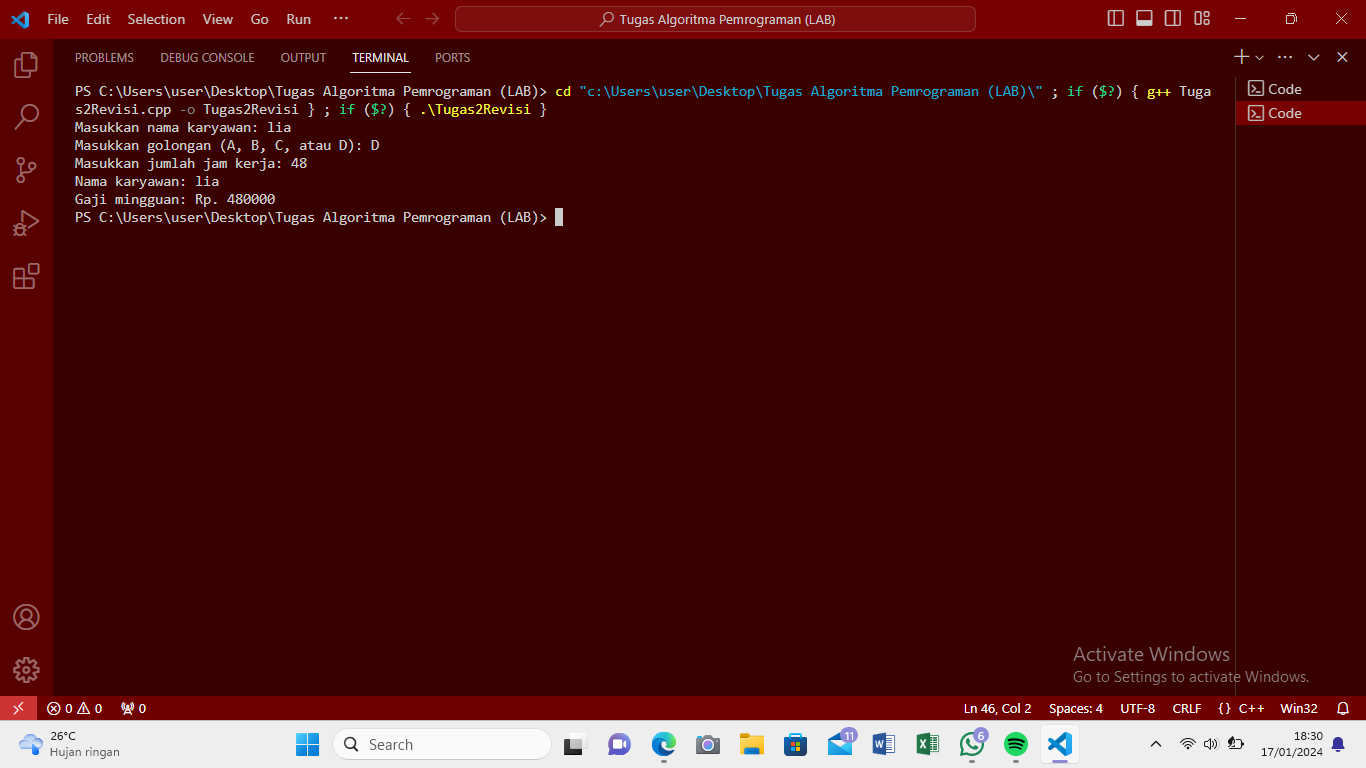 File Edit Selection View Go Run ···
Tugas Algoritma Pemrograman (LAB)
PROBLEMS DEBUG CONSOLE OUTPUT TERMINAL PORTS
PS C:\Users\user\Desktop\Tugas Algoritma Pemrograman (LAB)> cd "c:\Users\user\Desktop\Tugas Algoritma Pemrograman (LAB)\" ; if ($?) { g++ Tuga
s2Revisi.cpp -o Tugas2Revisi } ; if ($?) { .\Tugas2Revisi }
Masukkan nama karyawan: lia
Masukkan golongan (A, B, C, atau D): D
Masukkan jumlah jam kerja: 48
Nama karyawan: lia
Gaji mingguan: Rp. 480000
PS C:\Users\user\Desktop\Tugas Algoritma Pemrograman (LAB)>
Code
Code
Activate Windows
Go to Settings to activate Windows.
0 0 0
Ln 46, Col 2 Spaces: 4 UTF-8 CRLF {} C++ Win32
26°C
Hujan ringan
Search
11
6
18:30
17/01/2024